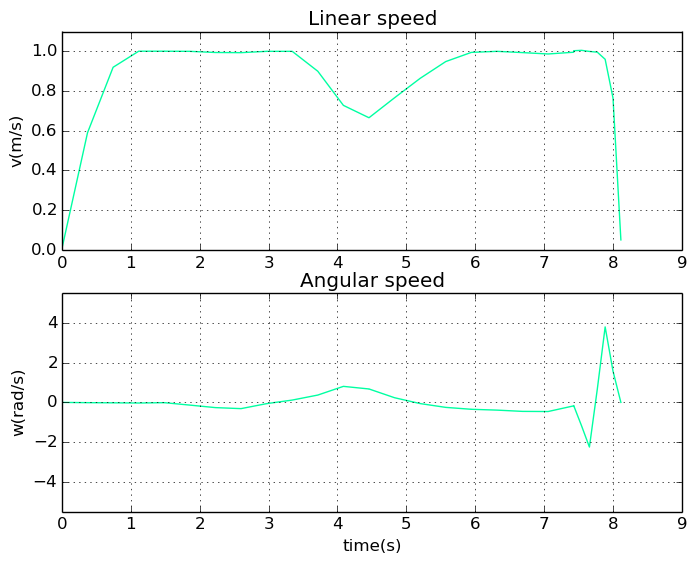 Linear speed
v(m/s)
1.0
0.8
0.6
0.4
0.2
0.0
0 1 2 3 4 5 6 7 8 9
Angular speed
w(rad/s)
4
2
0
−2
−4
0 1 2 3 4 5 6 7 8 9
time(s)